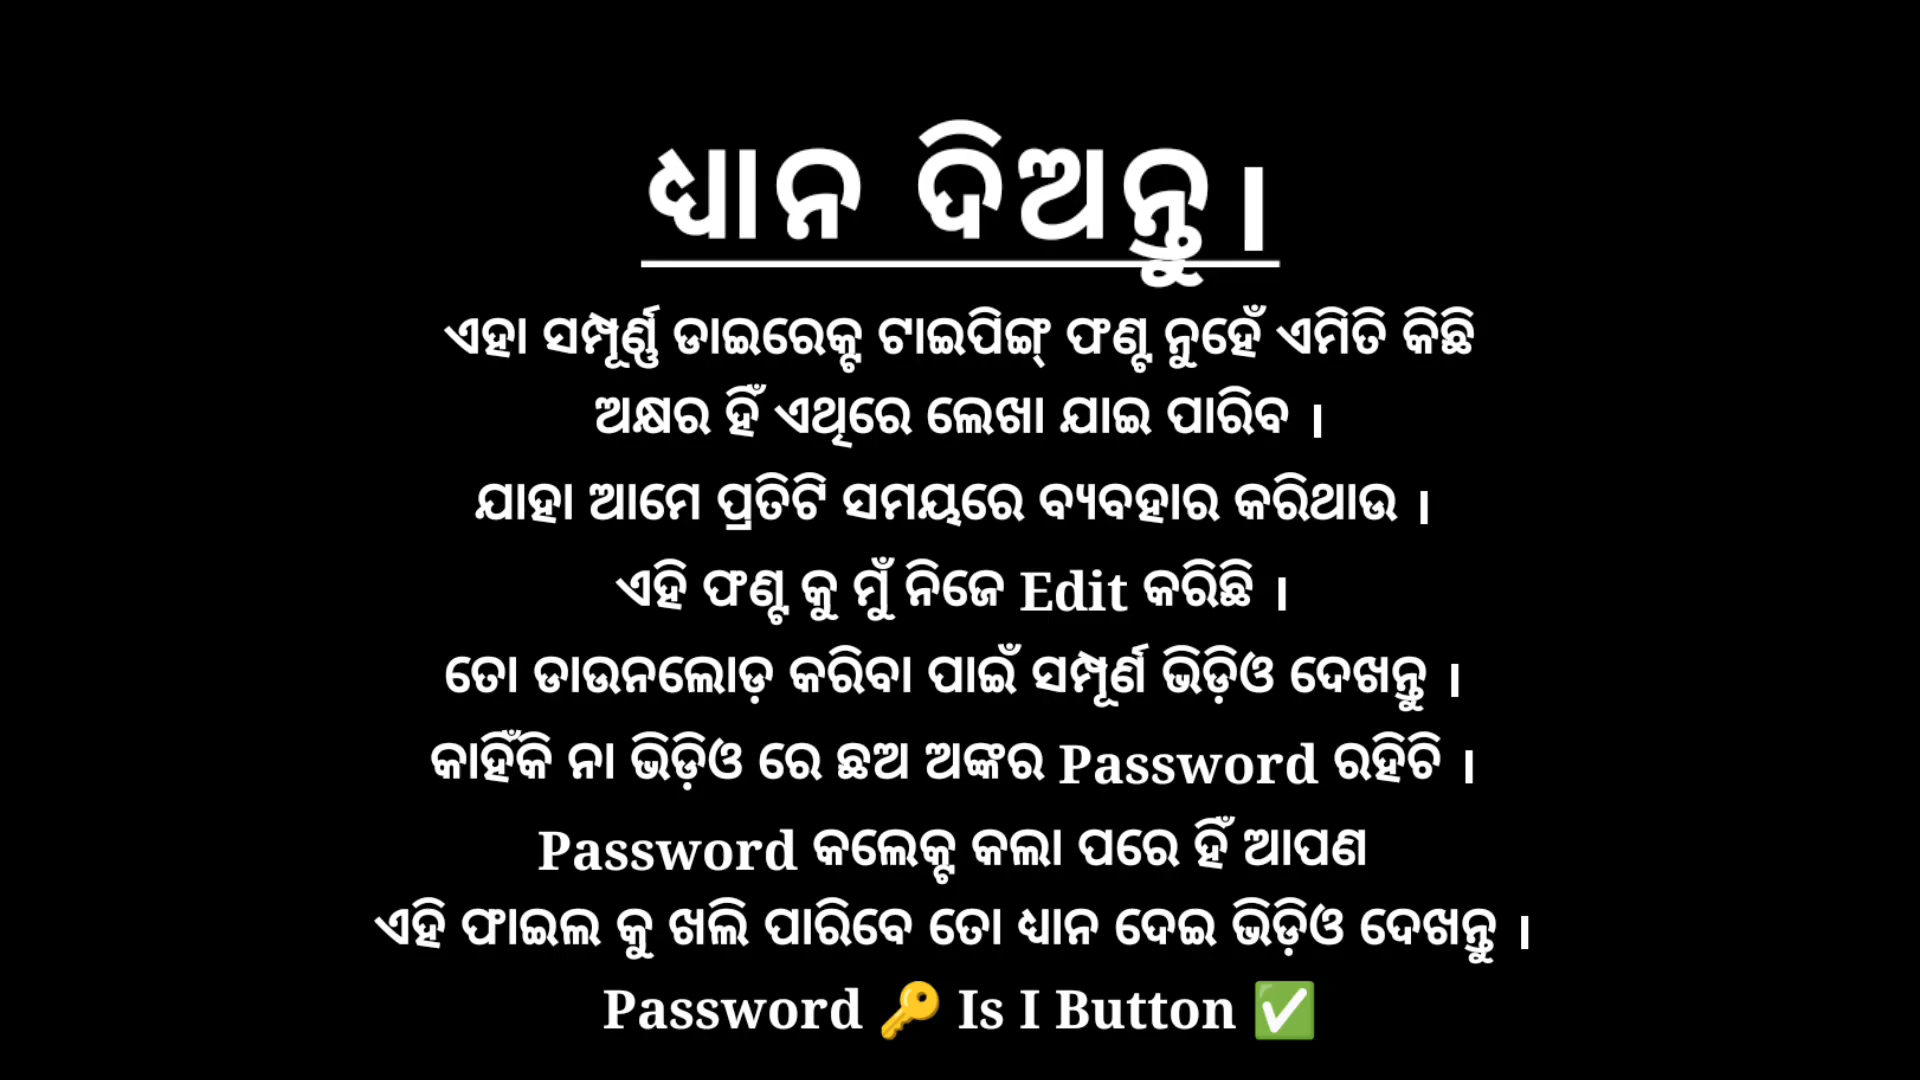 ଧ୍ୟାନ ଦିଅନ୍ତୁ।
ଏହା ସମ୍ପୂର୍ଣ୍ଣ ଡାଇରେକ୍ଟ ଟାଇପିଙ୍ଗ୍ ଫଣ୍ଟ ନୁହେଁ ଏମିତି କିଛି
ଅକ୍ଷର ହିଁ ଏଥିରେ ଲେଖା ଯାଇ ପାରିବ ।
ଯାହା ଆମେ ପ୍ରତିଟି ସମୟରେ ବ୍ୟବହାର କରିଥାଉ ।
ଏହି ଫଣ୍ଟ କୁ ମୁଁ ନିଜେ Edit କରିଛି ।
ତୋ ଡାଉନଲୋଡ଼ କରିବା ପାଇଁ ସମ୍ପୂର୍ଣ ଭିଡ଼ିଓ ଦେଖନ୍ତୁ ।
କାହିଁକି ନା ଭିଡ଼ିଓ ରେ ଛଅ ଅଙ୍କର Password ରହିଚି ।
Password କଲେକ୍ଟ କଲା ପରେ ହିଁ ଆପଣ
ଏହି ଫାଇଲ କୁ ଖଲି ପାରିବେ ତୋ ଧ୍ୟାନ ଦେଇ ଭିଡ଼ିଓ ଦେଖନ୍ତୁ ।
Password 🔑 Is I Button ✅